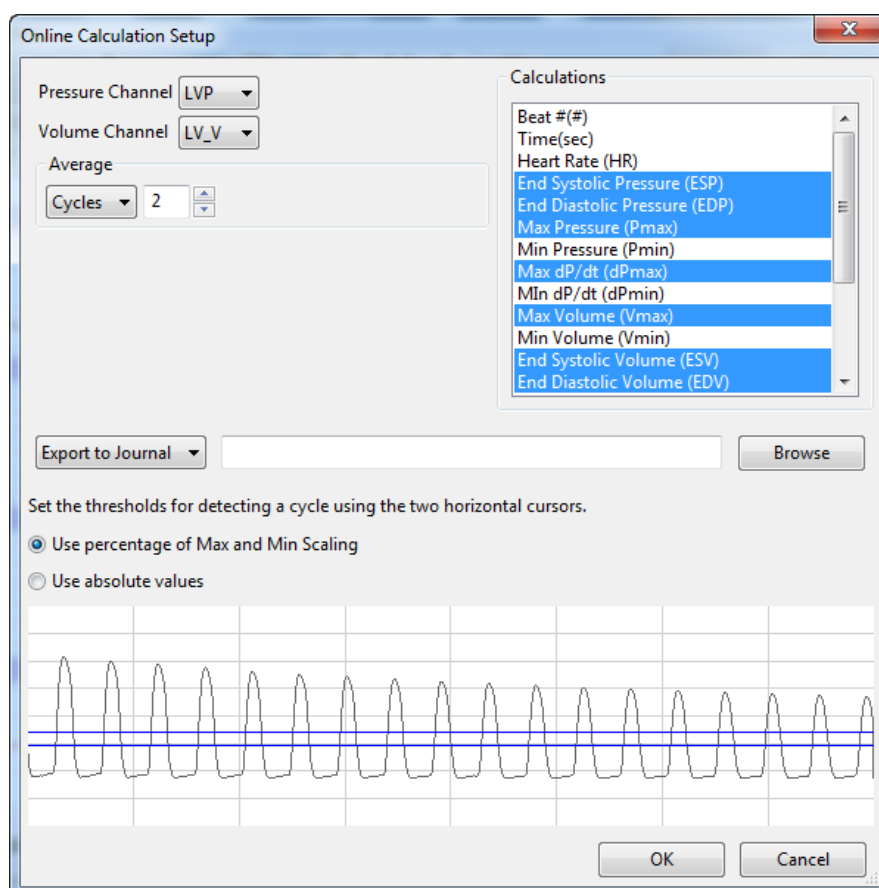 Online Calculation Setup
Pressure Channel LVP
Volume Channel LV_V
Average
Cycles 2
Calculations
Beat #(#)
Time(sec)
Heart Rate (HR)
End Systolic Pressure (ESP)
End Diastolic Pressure (EDP)
Max Pressure (Pmax)
Min Pressure (Pmin)
Max dP/dt (dPmax)
MIn dP/dt (dPmin)
Max Volume (Vmax)
Min Volume (Vmin)
End Systolic Volume (ESV)
End Diastolic Volume (EDV)
Export to Journal Browse
Set the thresholds for detecting a cycle using the two horizontal cursors.
Use percentage of Max and Min Scaling
Use absolute values
OK Cancel